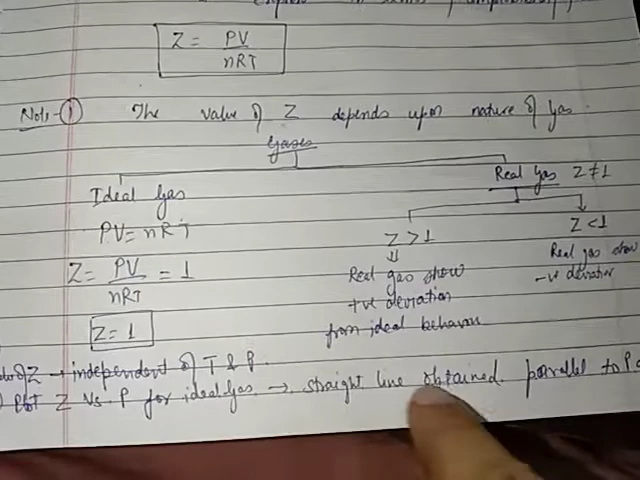 Z = PV / nRT
Note-① The value of Z depends upon nature of gas.
Gases
Ideal Gas
PV = nRT
Z = PV / nRT = 1
Z = 1
Real gas Z ≠ 1
Z > 1
⇓
Real gas show
+ve deviation
from ideal behaviour
Z < 1
Real gas show
-ve deviation
of Z → independent of T & P.
Plot Z Vs. P for ideal gas → straight line obtained parallel to P